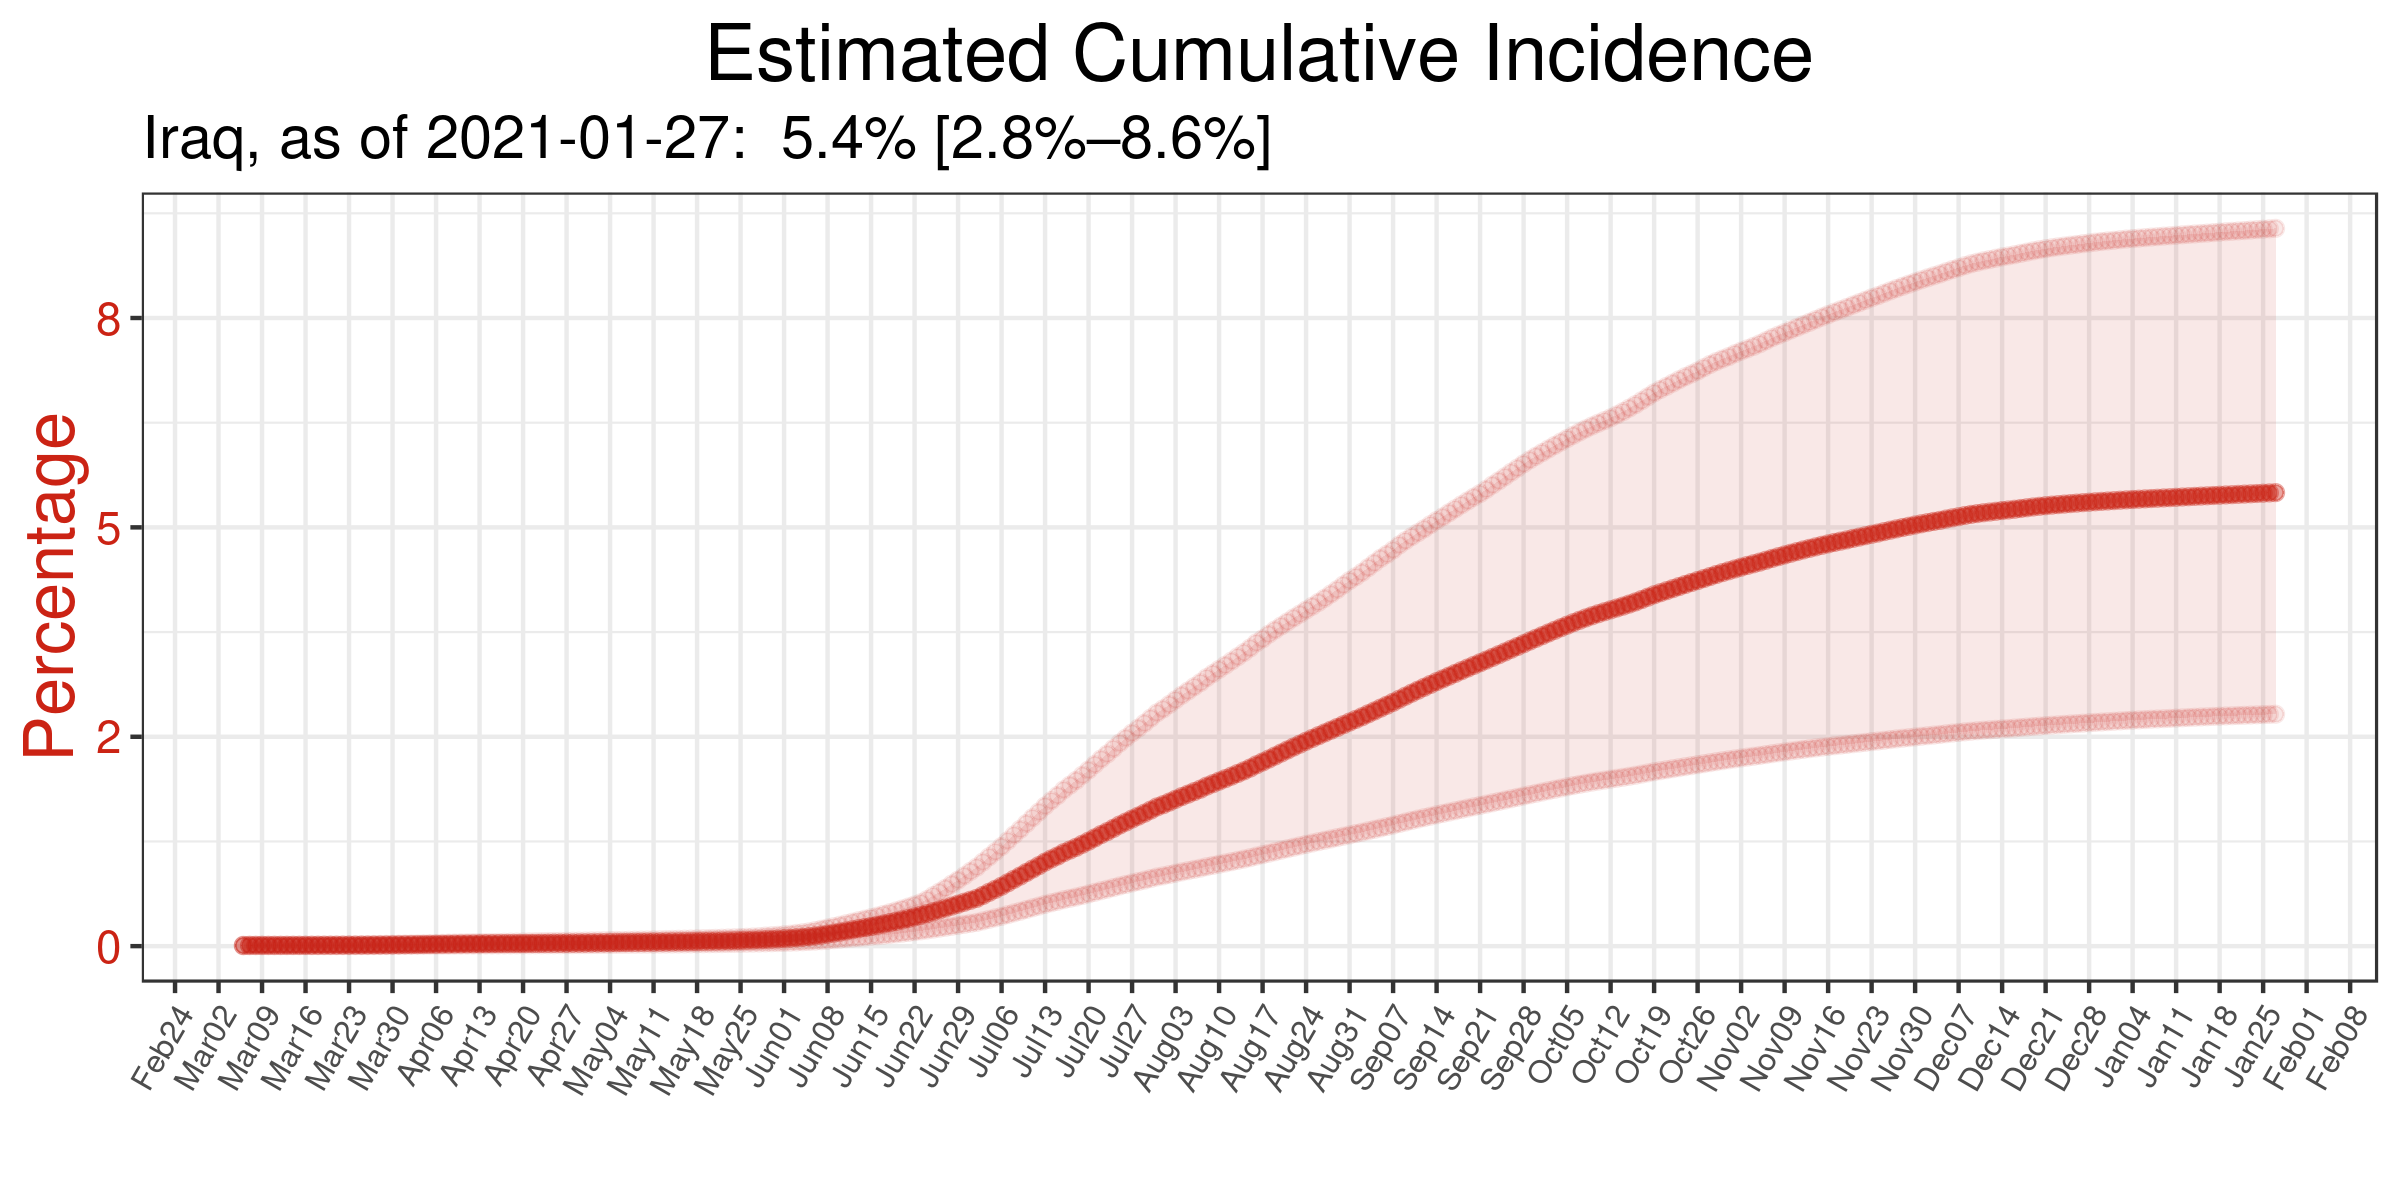 Estimated Cumulative Incidence
Iraq, as of 2021-01-27:  5.4% [2.8%–8.6%]
Percentage
8
5
2
0
Feb24
Mar02
Mar09
Mar16
Mar23
Mar30
Apr06
Apr13
Apr20
Apr27
May04
May11
May18
May25
Jun01
Jun08
Jun15
Jun22
Jun29
Jul06
Jul13
Jul20
Jul27
Aug03
Aug10
Aug17
Aug24
Aug31
Sep07
Sep14
Sep21
Sep28
Oct05
Oct12
Oct19
Oct26
Nov02
Nov09
Nov16
Nov23
Nov30
Dec07
Dec14
Dec21
Dec28
Jan04
Jan11
Jan18
Jan25
Feb01
Feb08